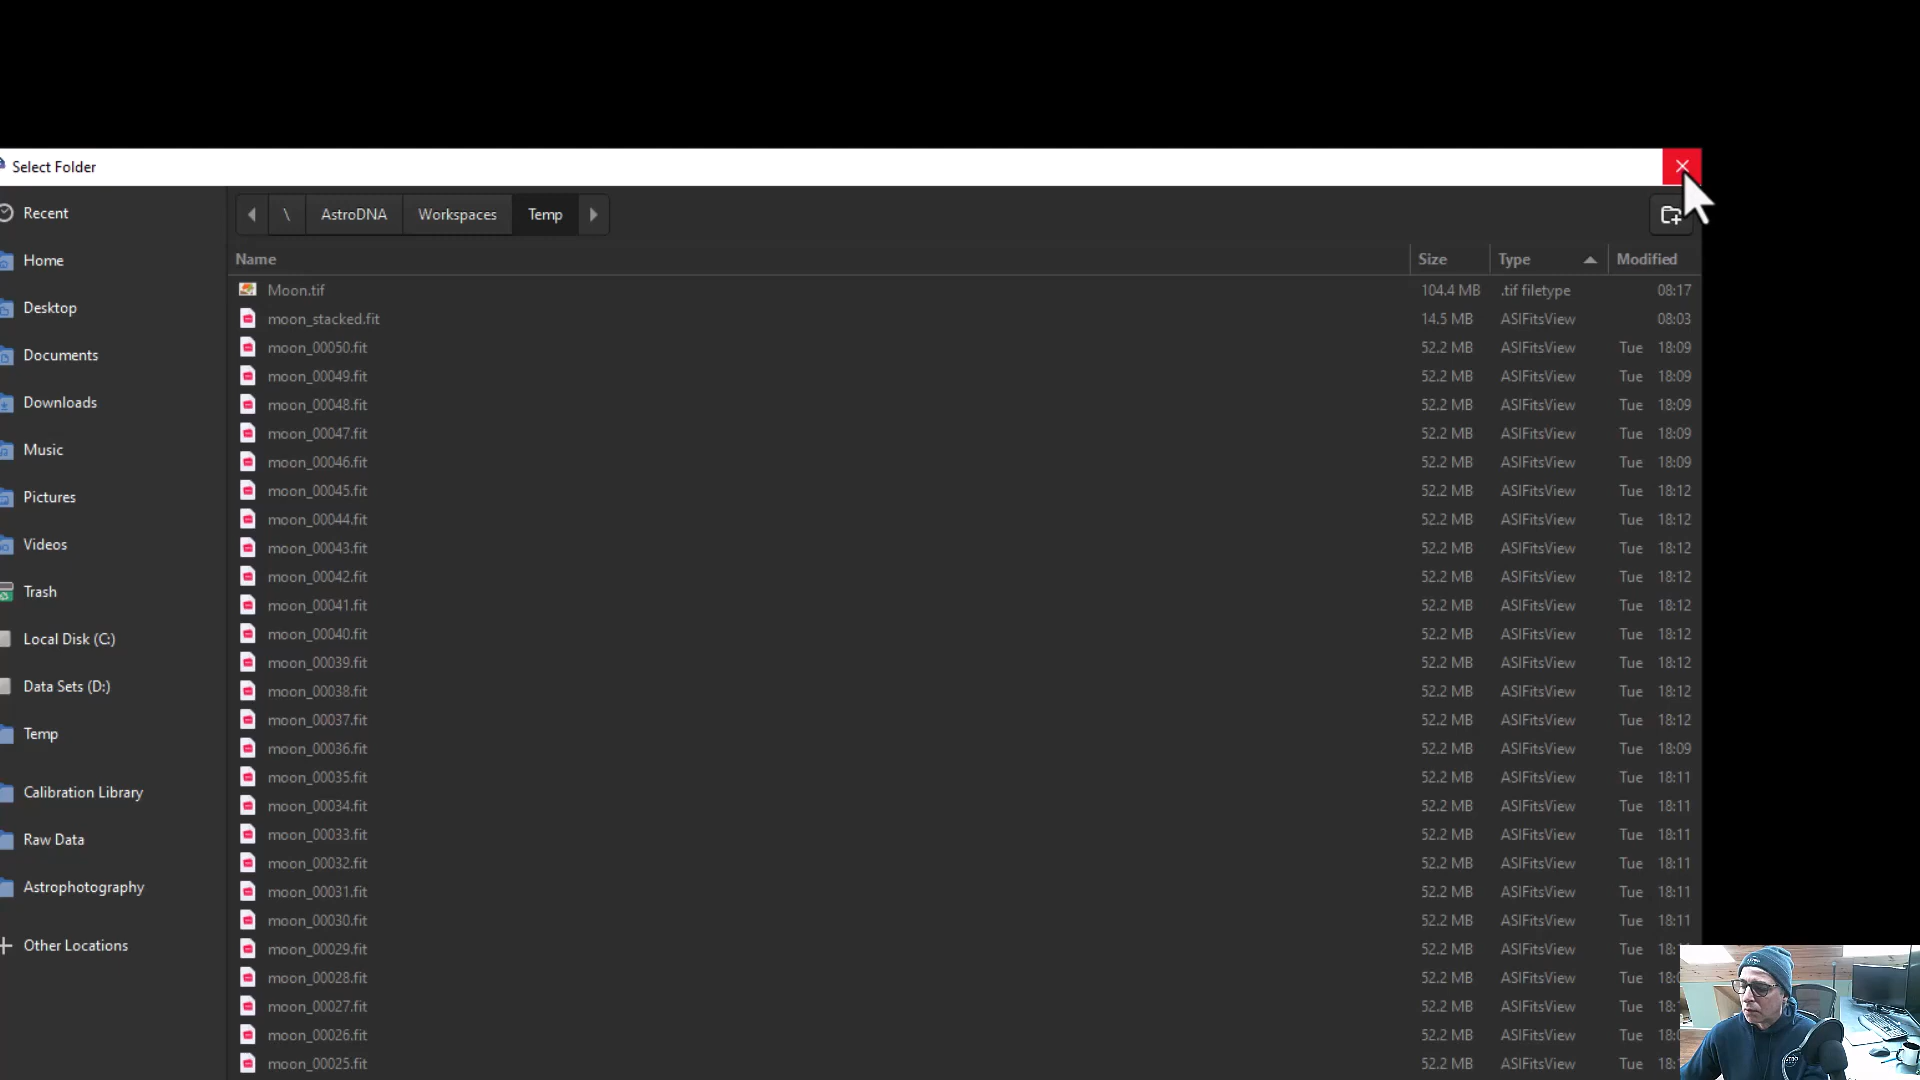 Select Folder
Recent
Home
Desktop
Documents
Downloads
Music
Pictures
Videos
Trash
Local Disk (C:)
Data Sets (D:)
Temp
Calibration Library
Raw Data
Astrophotography
Other Locations
\ AstroDNA Workspaces Temp
Name Size Type Modified
Moon.tif 104.4 MB .tif filetype 08:17
moon_stacked.fit 14.5 MB ASIFitsView 08:03
moon_00050.fit 52.2 MB ASIFitsView Tue 18:09
moon_00049.fit 52.2 MB ASIFitsView Tue 18:09
moon_00048.fit 52.2 MB ASIFitsView Tue 18:09
moon_00047.fit 52.2 MB ASIFitsView Tue 18:09
moon_00046.fit 52.2 MB ASIFitsView Tue 18:09
moon_00045.fit 52.2 MB ASIFitsView Tue 18:12
moon_00044.fit 52.2 MB ASIFitsView Tue 18:12
moon_00043.fit 52.2 MB ASIFitsView Tue 18:12
moon_00042.fit 52.2 MB ASIFitsView Tue 18:12
moon_00041.fit 52.2 MB ASIFitsView Tue 18:12
moon_00040.fit 52.2 MB ASIFitsView Tue 18:12
moon_00039.fit 52.2 MB ASIFitsView Tue 18:12
moon_00038.fit 52.2 MB ASIFitsView Tue 18:12
moon_00037.fit 52.2 MB ASIFitsView Tue 18:12
moon_00036.fit 52.2 MB ASIFitsView Tue 18:09
moon_00035.fit 52.2 MB ASIFitsView Tue 18:11
moon_00034.fit 52.2 MB ASIFitsView Tue 18:11
moon_00033.fit 52.2 MB ASIFitsView Tue 18:11
moon_00032.fit 52.2 MB ASIFitsView Tue 18:11
moon_00031.fit 52.2 MB ASIFitsView Tue 18:11
moon_00030.fit 52.2 MB ASIFitsView Tue 18:11
moon_00029.fit 52.2 MB ASIFitsView Tue
moon_00028.fit 52.2 MB ASIFitsView Tue
moon_00027.fit 52.2 MB ASIFitsView Tue
moon_00026.fit 52.2 MB ASIFitsView Tue
moon_00025.fit 52.2 MB ASIFitsView Tue